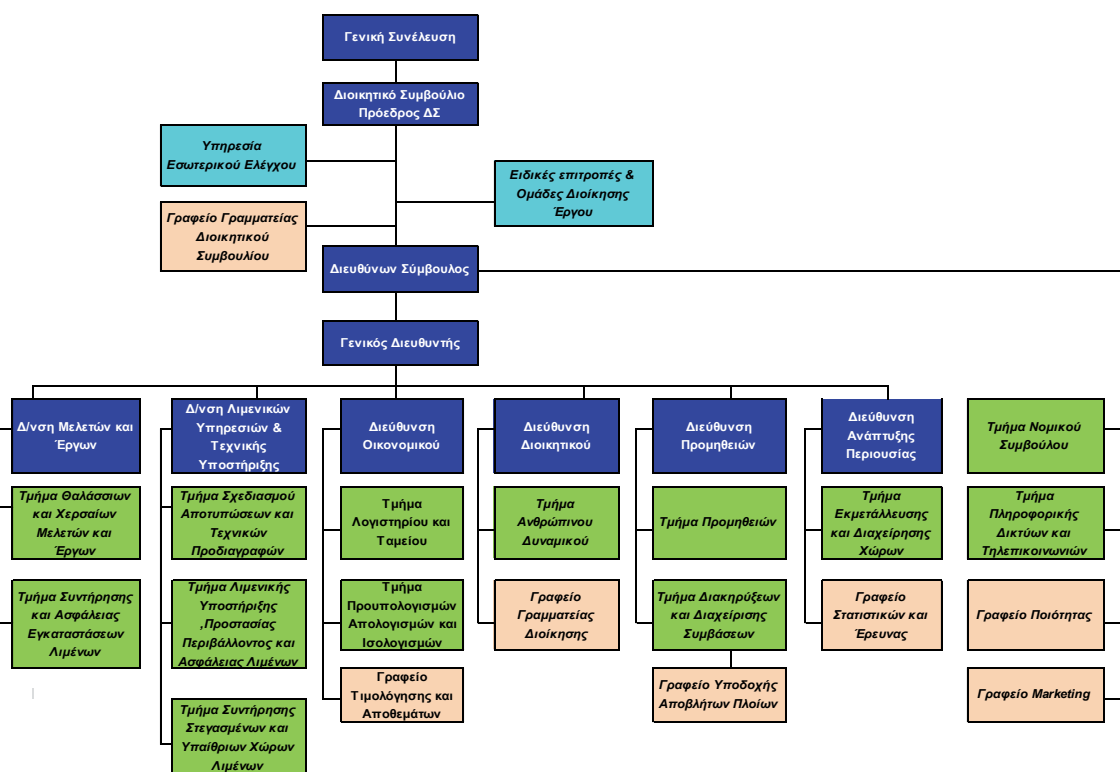 Γενική Συνέλευση
Διοικητικό Συμβούλιο
Πρόεδρος ΔΣ
Υπηρεσία
Εσωτερικού Ελέγχου
Ειδικές επιτροπές &
Ομάδες Διοίκησης
Έργου
Γραφείο Γραμματείας
Διοικητικού
Συμβουλίου
Διευθύνων Σύμβουλος
Γενικός Διευθυντής
Δ/νση Μελετών και
Έργων
Δ/νση Λιμενικών
Υπηρεσιών &
Τεχνικής
Υποστήριξης
Διεύθυνση
Οικονομικού
Διεύθυνση
Διοικητικού
Διεύθυνση
Προμηθειών
Διεύθυνση
Ανάπτυξης
Περιουσίας
Τμήμα Νομικού
Συμβούλου
Τμήμα Θαλάσσιων
και Χερσαίων
Μελετών και
Έργων
Τμήμα Σχεδιασμού
Αποτυπώσεων και
Τεχνικών
Προδιαγραφών
Τμήμα
Λογιστηρίου και
Ταμείου
Τμήμα
Ανθρώπινου
Δυναμικού
Τμήμα Προμηθειών
Τμήμα
Εκμετάλλευσης
και Διαχείρησης
Χώρων
Τμήμα
Πληροφορικής
Δικτύων και
Τηλεπικοινωνιών
Τμήμα Συντήρησης
και Ασφάλειας
Εγκαταστάσεων
Λιμένων
Τμήμα Λιμενικής
Υποστήριξης
,Προστασίας
Περιβάλλοντος και
Ασφάλειας Λιμένων
Τμήμα
Προυπολογισμών
Απολογισμών και
Ισολογισμών
Γραφείο
Γραμματείας
Διοίκησης
Τμήμα Διακηρύξεων
και Διαχείρισης
Συμβάσεων
Γραφείο
Στατιστικών και
Έρευνας
Γραφείο Ποιότητας
Τμήμα Συντήρησης
Στεγασμένων και
Υπαίθριων Χώρων
Λιμένων
Γραφείο
Τιμολόγησης και
Αποθεμάτων
Γραφείο Υποδοχής
Αποβλήτων Πλοίων
Γραφείο Marketing